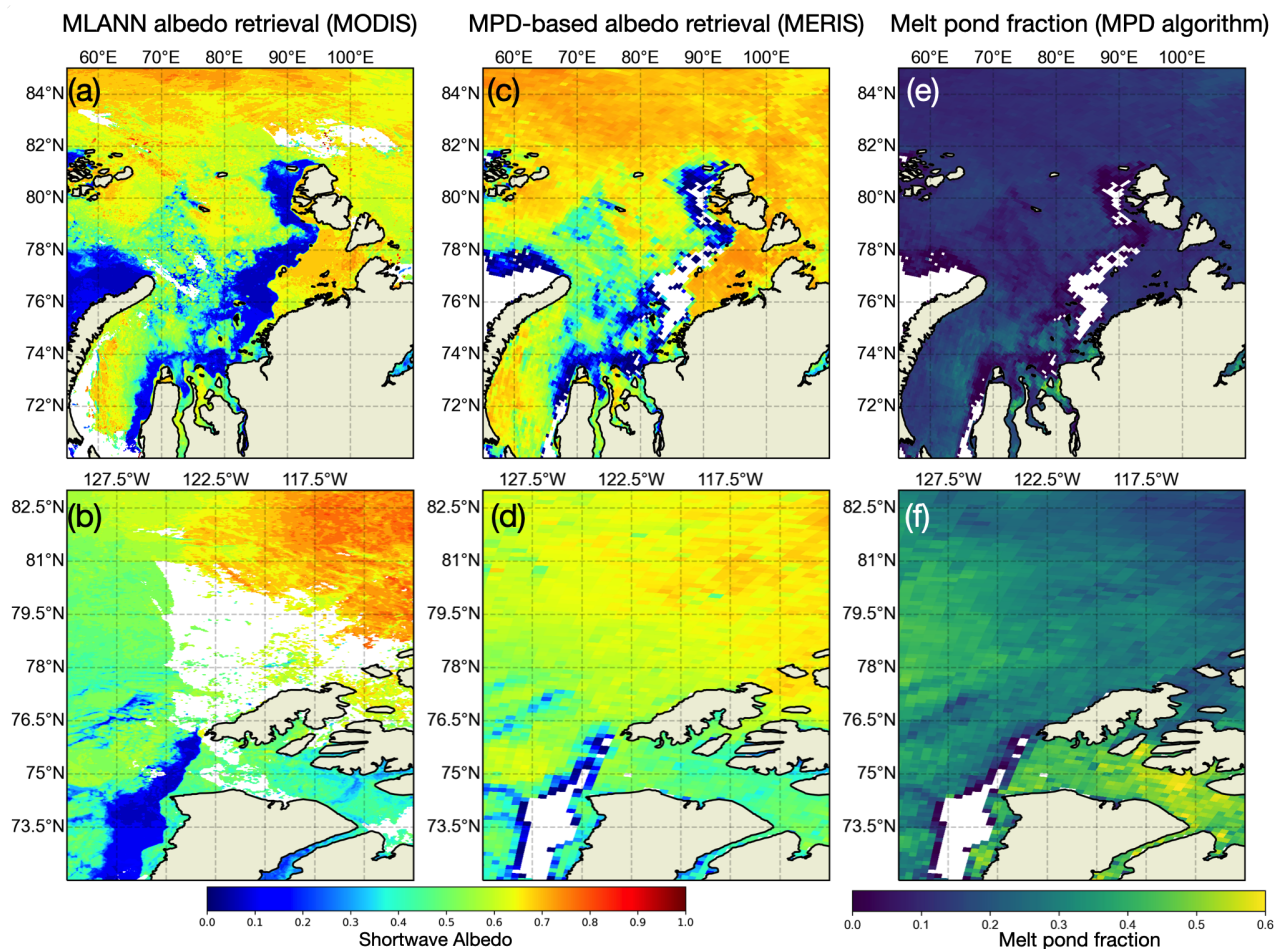 MLANN albedo retrieval (MODIS) MPD-based albedo retrieval (MERIS) Melt pond fraction (MPD algorithm)
60°E 70°E 80°E 90°E 100°E 60°E 70°E 80°E 90°E 100°E 60°E 70°E 80°E 90°E 100°E
(a) (c) (e)
84°N 84°N 84°N
82°N 82°N 82°N
80°N 80°N 80°N
78°N 78°N 78°N
76°N 76°N 76°N
74°N 74°N 74°N
72°N 72°N 72°N
127.5°W 122.5°W 117.5°W 127.5°W 122.5°W 117.5°W 127.5°W 122.5°W 117.5°W
82.5°N 82.5°N 82.5°N
(b) (d) (f)
81°N 81°N 81°N
79.5°N 79.5°N 79.5°N
78°N 78°N 78°N
76.5°N 76.5°N 76.5°N
75°N 75°N 75°N
73.5°N 73.5°N 73.5°N
0.0 0.1 0.2 0.3 0.4 0.5 0.6 0.7 0.8 0.9 1.0 0.0 0.1 0.2 0.3 0.4 0.5 0.6
Shortwave Albedo Melt pond fraction